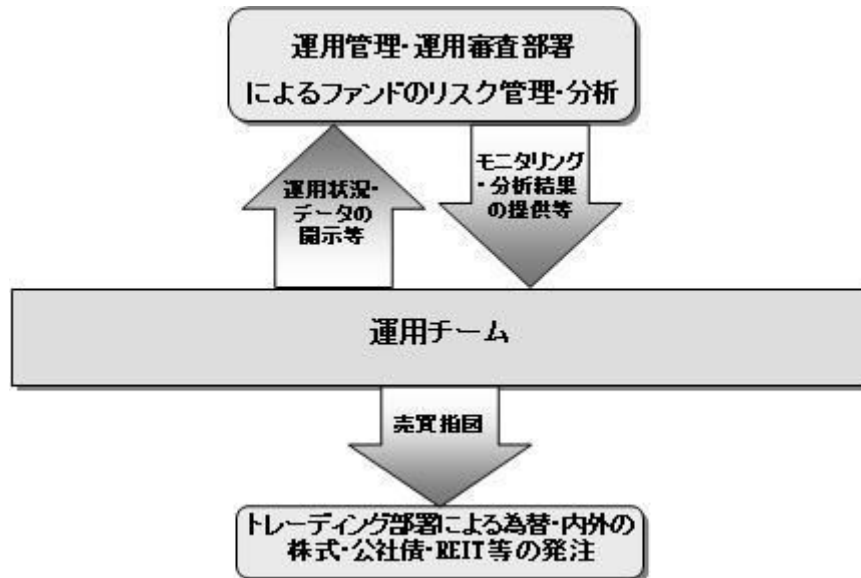 運用管理・運用審査部署
によるファンドのリスク管理・分析
運用状況・
データの
開示等
モニタリング
・分析結果
の提供等
運用チーム
売買指図
トレーディング部署による為替・内外の
株式・公社債・REIT等の発注